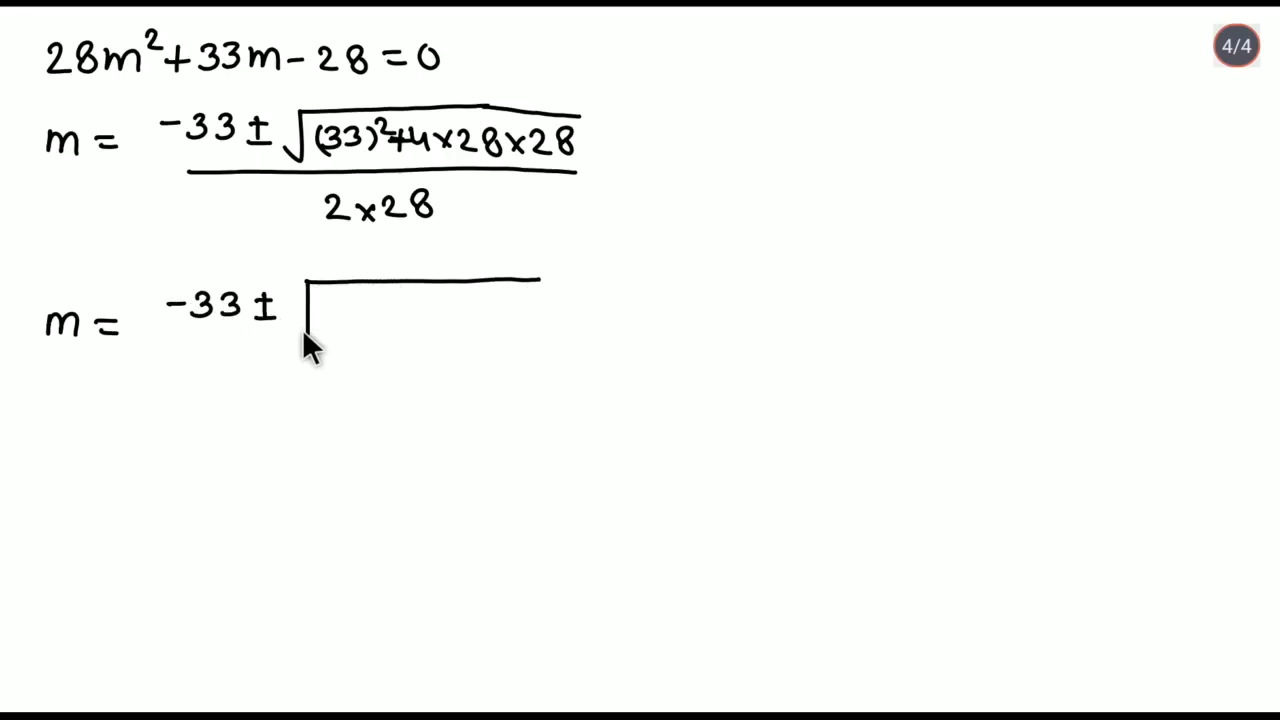 28m²+33m-28=0
4/4
m = -33 ± √(33)²+4×28×28
2×28
m = -33 ±